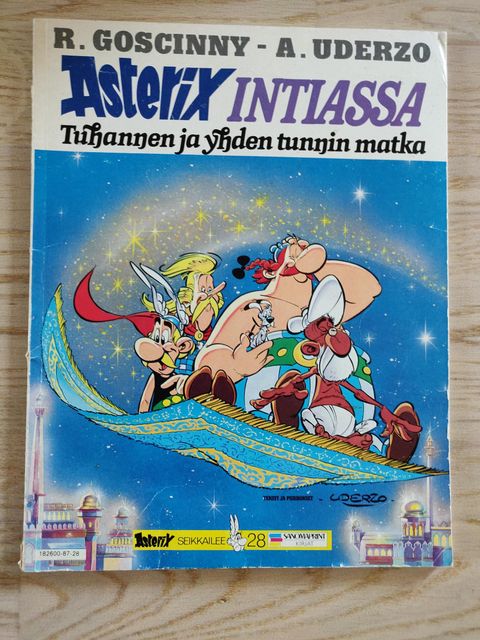 R. GOSCINNY - A. UDERZO
Asterix INTIASSA
Tuhannen ja yhden tunnin matka
TEKSTI JA PIIRROKSET - UDERZO -
182600-87-28
Asterix SEIKKAILEE 28 SANOMAPRINT
KIRJAT